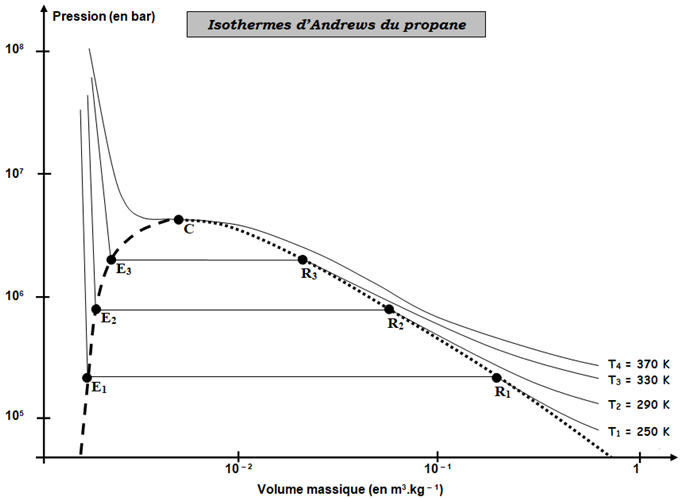 Pression (en bar)
Isothermes d'Andrews du propane
10⁸
10⁷
C
E₃
R₃
10⁶
E₂
R₂
T₄ = 370 K
T₃ = 330 K
E₁
R₁
T₂ = 290 K
10⁵
T₁ = 250 K
10⁻²
10⁻¹
1
Volume massique (en m³.kg⁻¹)